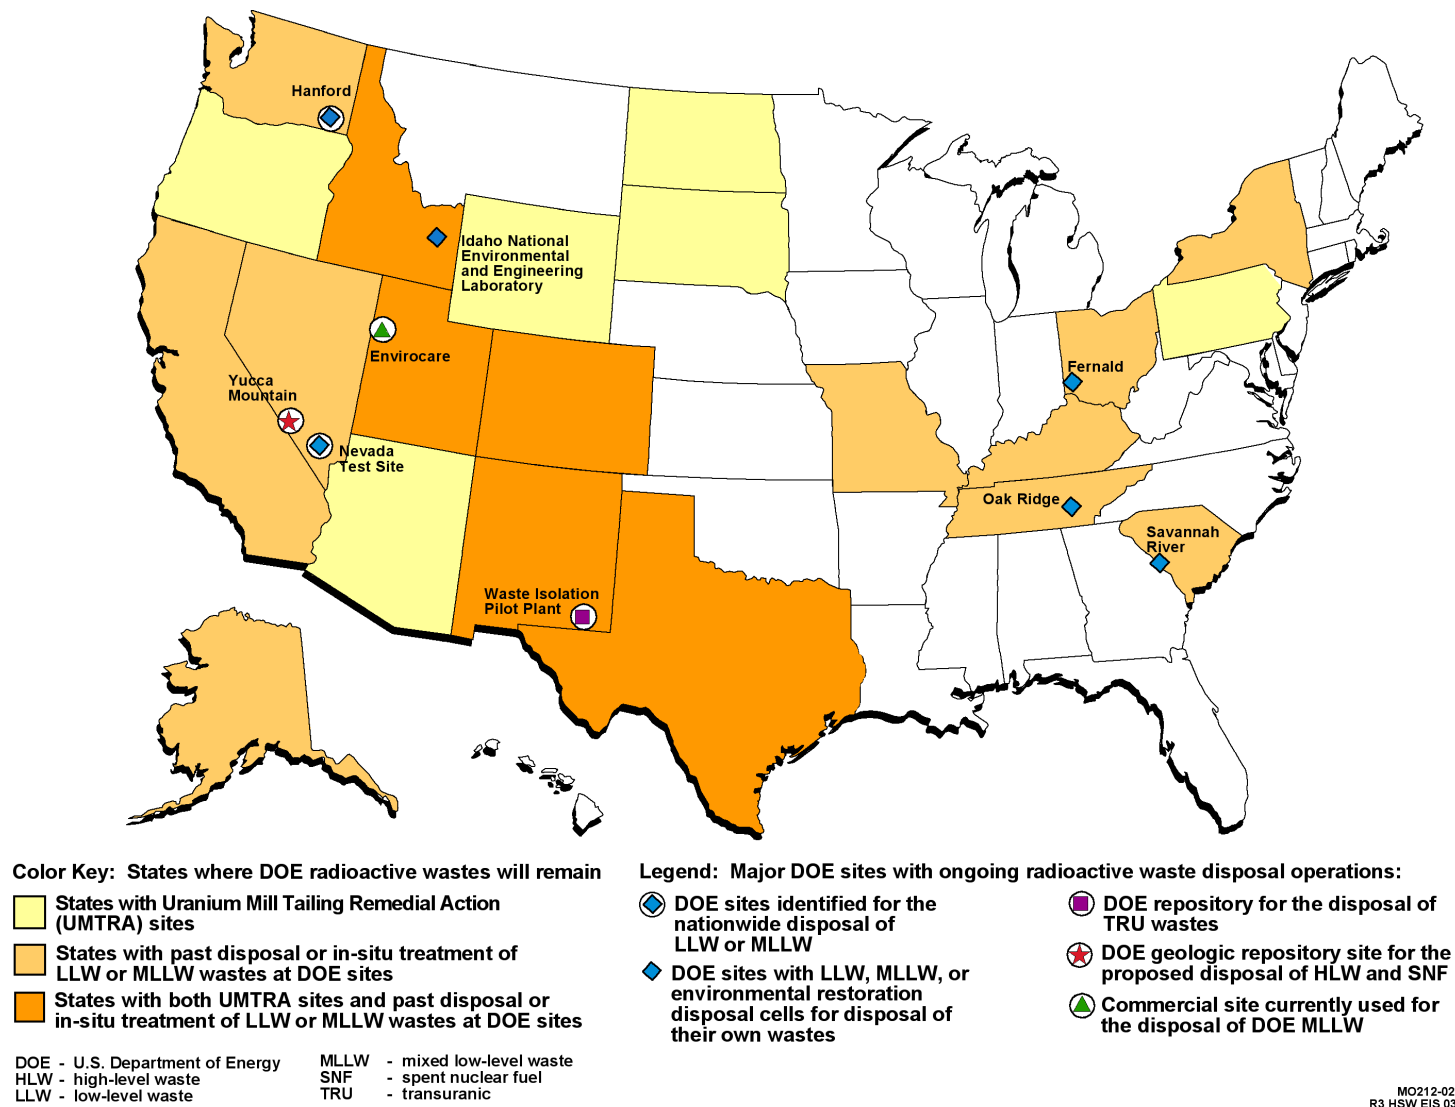 Hanford
Idaho National
Environmental
and Engineering
Laboratory
Envirocare
Yucca
Mountain
Nevada
Test Site
Fernald
Oak Ridge
Savannah
River
Waste Isolation
Pilot Plant
Color Key: States where DOE radioactive wastes will remain
States with Uranium Mill Tailing Remedial Action
(UMTRA) sites
States with past disposal or in-situ treatment of
LLW or MLLW wastes at DOE sites
States with both UMTRA sites and past disposal or
in-situ treatment of LLW or MLLW wastes at DOE sites
DOE - U.S. Department of Energy
HLW - high-level waste
LLW - low-level waste
MLLW - mixed low-level waste
SNF - spent nuclear fuel
TRU - transuranic
Legend: Major DOE sites with ongoing radioactive waste disposal operations:
DOE sites identified for the
nationwide disposal of
LLW or MLLW
DOE sites with LLW, MLLW, or
environmental restoration
disposal cells for disposal of
their own wastes
DOE repository for the disposal of
TRU wastes
DOE geologic repository site for the
proposed disposal of HLW and SNF
Commercial site currently used for
the disposal of DOE MLLW
MO212-02
R3 HSW EIS 03